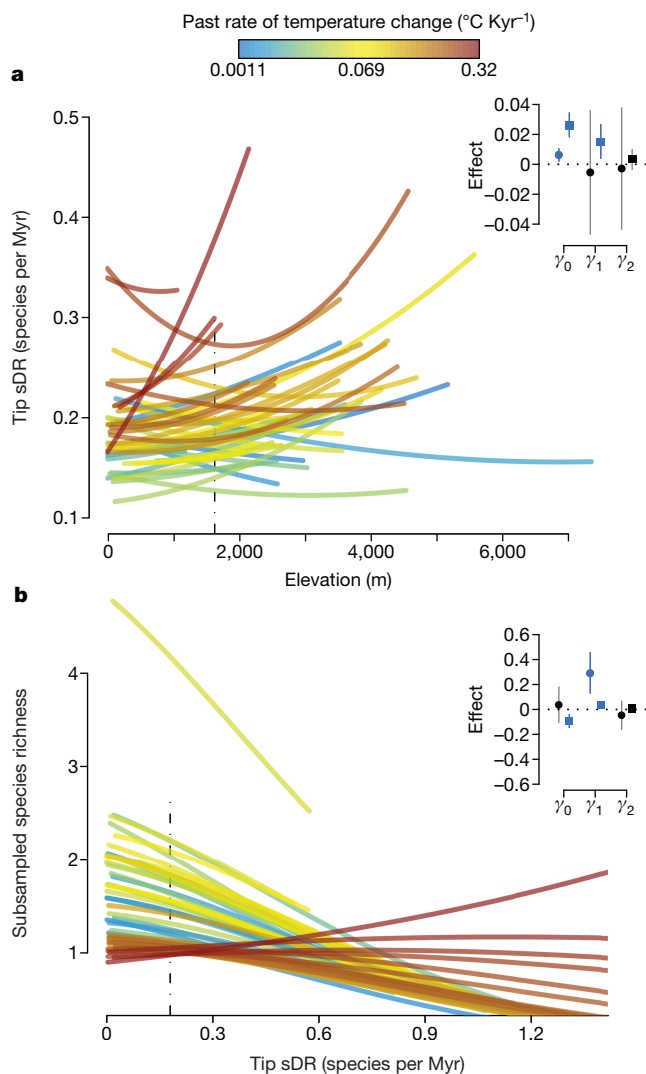 Past rate of temperature change (°C Kyr⁻¹)
0.0011 0.069 0.32
a
0.5
0.4
0.3
0.2
0.1
Tip sDR (species per Myr)
0 2,000 4,000 6,000
Elevation (m)
0.04
0.02
0
−0.02
−0.04
Effect
γ₀ γ₁ γ₂
b
4
3
2
1
Subsampled species richness
0 0.3 0.6 0.9 1.2
Tip sDR (species per Myr)
0.6
0.4
0.2
0
−0.2
−0.4
−0.6
Effect
γ₀ γ₁ γ₂